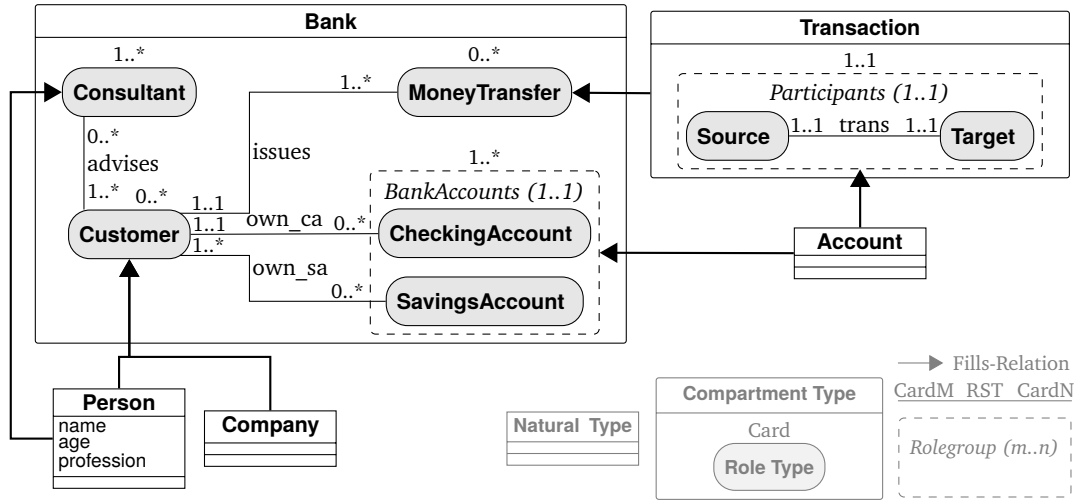 Bank
Transaction
1..*
0..*
1..1
Consultant
1..*
MoneyTransfer
Participants (1..1)
Source
1..1 trans 1..1
Target
0..*
advises
issues
1..*
1..*
0..*
1..1
BankAccounts (1..1)
Customer
1..1
own_ca
0..*
CheckingAccount
Account
1..*
own_sa
0..*
SavingsAccount
Person
name
age
profession
Company
Natural Type
Compartment Type
Card
Role Type
Fills-Relation
CardM RST CardN
Rolegroup (m..n)